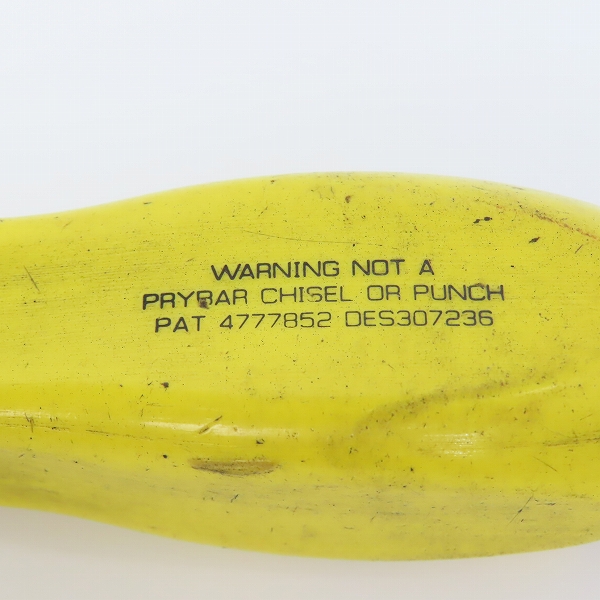 WARNING NOT A
PRYBAR CHISEL OR PUNCH
PAT 4777852 DES307236